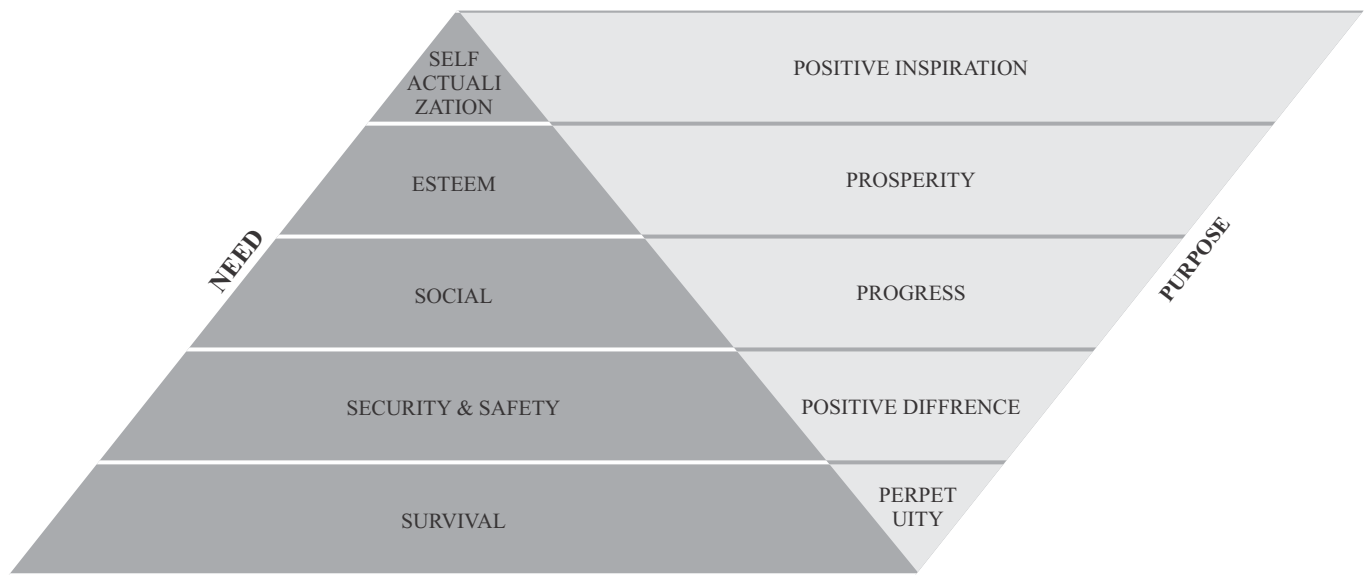 SELF
ACTUALI
ZATION
POSITIVE INSPIRATION
ESTEEM
PROSPERITY
NEED
SOCIAL
PROGRESS
PURPOSE
SECURITY & SAFETY
POSITIVE DIFFRENCE
SURVIVAL
PERPET
UITY